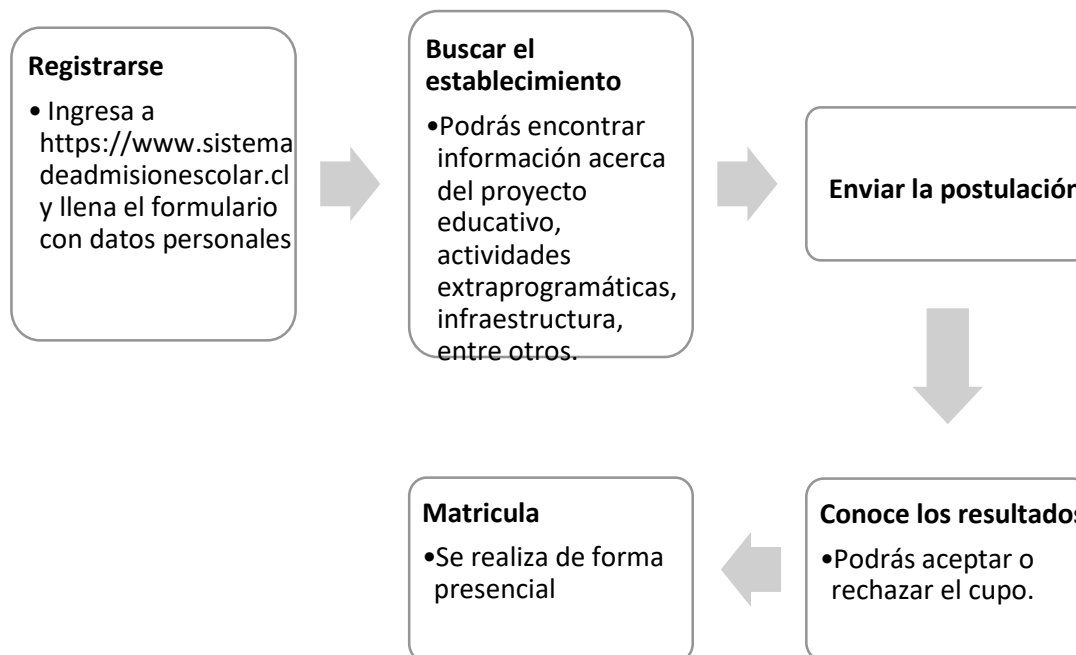 Registrarse
• Ingresa a
https://www.sistema
deadmisionescolar.cl
y llena el formulario
con datos personales
Buscar el
establecimiento
•Podrás encontrar
información acerca
del proyecto
educativo,
actividades
extraprogramáticas,
infraestructura,
entre otros.
Enviar la postulación
Conoce los resultados
•Podrás aceptar o
rechazar el cupo.
Matricula
•Se realiza de forma
presencial